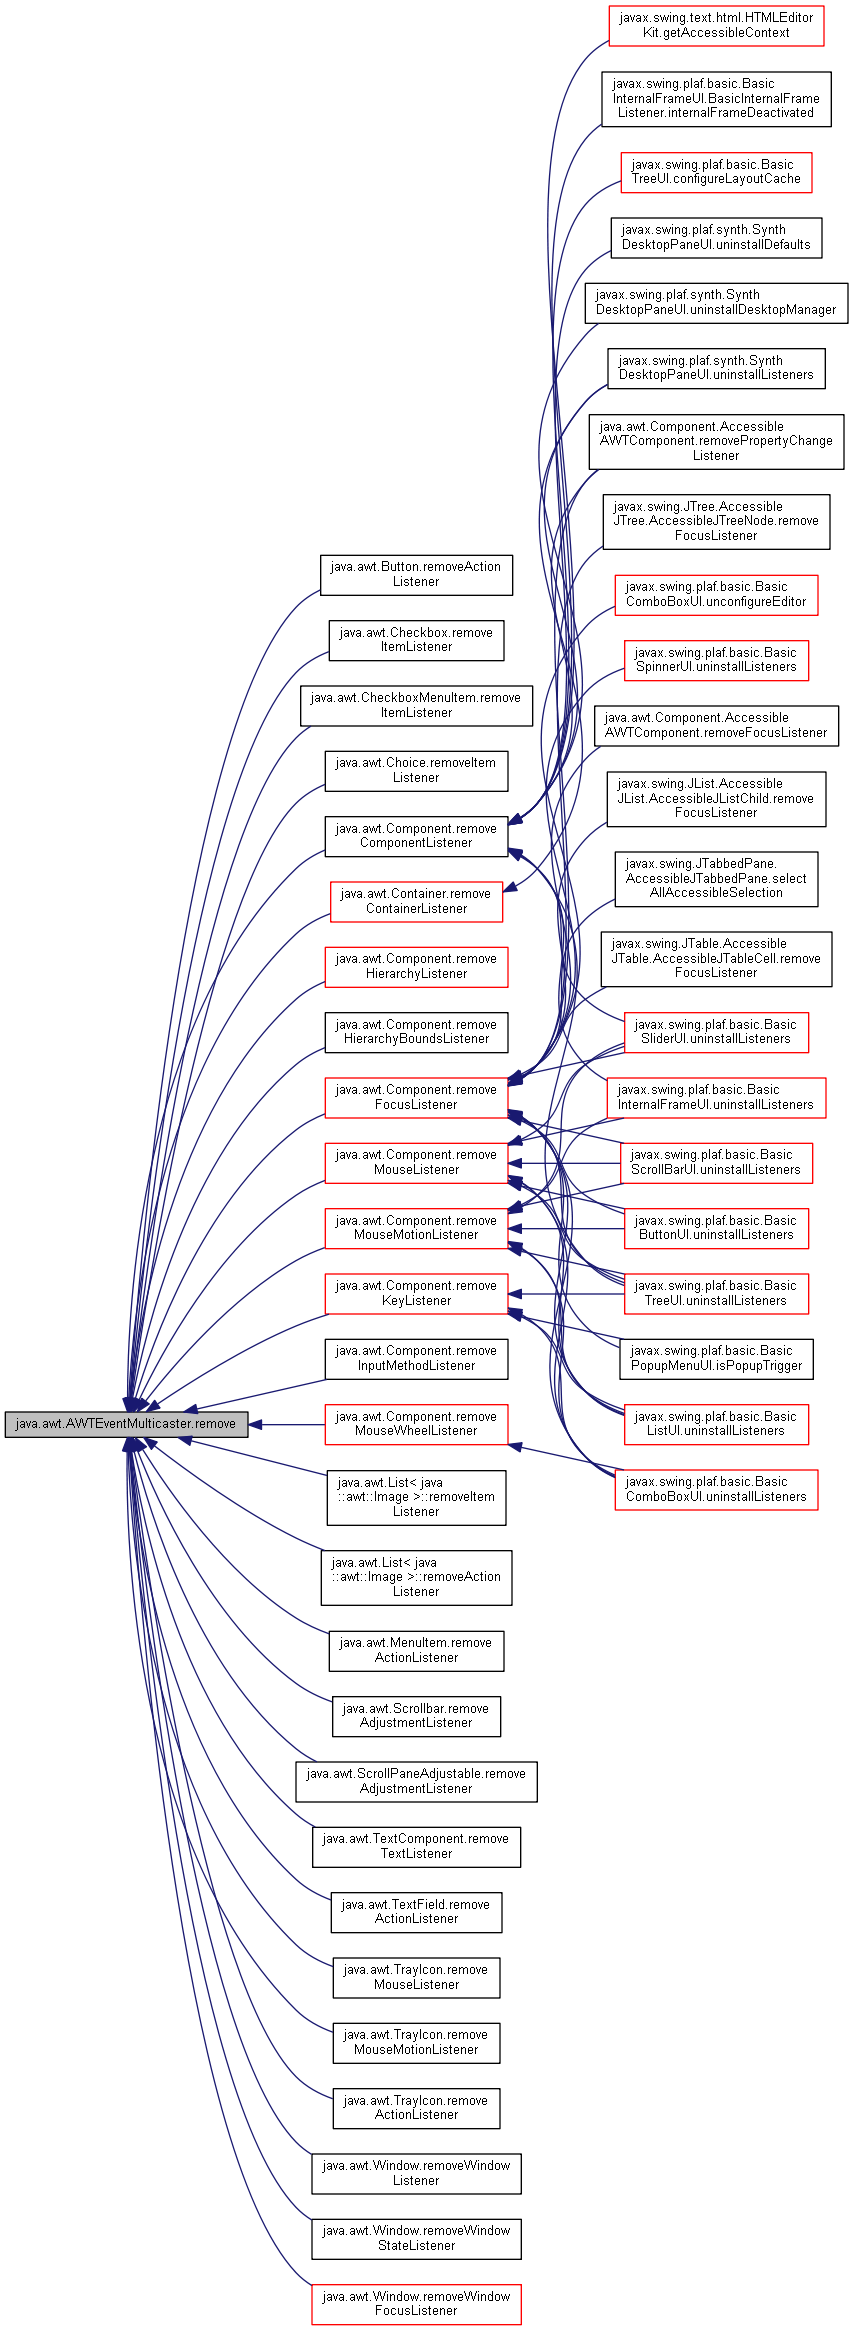 javax.swing.text.html.HTMLEditor
Kit.getAccessibleContext
javax.swing.plaf.basic.Basic
InternalFrameUI.BasicInternalFrame
Listener.internalFrameDeactivated
javax.swing.plaf.basic.Basic
TreeUI.configureLayoutCache
javax.swing.plaf.synth.Synth
DesktopPaneUI.uninstallDefaults
javax.swing.plaf.synth.Synth
DesktopPaneUI.uninstallDesktopManager
javax.swing.plaf.synth.Synth
DesktopPaneUI.uninstallListeners
java.awt.Component.Accessible
AWTComponent.removePropertyChange
Listener
javax.swing.JTree.Accessible
JTree.AccessibleJTreeNode.remove
FocusListener
javax.swing.plaf.basic.Basic
ComboBoxUI.unconfigureEditor
javax.swing.plaf.basic.Basic
SpinnerUI.uninstallListeners
java.awt.Component.Accessible
AWTComponent.removeFocusListener
javax.swing.JList.Accessible
JList.AccessibleJListChild.remove
FocusListener
javax.swing.JTabbedPane.
AccessibleJTabbedPane.select
AllAccessibleSelection
javax.swing.JTable.Accessible
JTable.AccessibleJTableCell.remove
FocusListener
javax.swing.plaf.basic.Basic
SliderUI.uninstallListeners
javax.swing.plaf.basic.Basic
InternalFrameUI.uninstallListeners
javax.swing.plaf.basic.Basic
ScrollBarUI.uninstallListeners
javax.swing.plaf.basic.Basic
ButtonUI.uninstallListeners
javax.swing.plaf.basic.Basic
TreeUI.uninstallListeners
javax.swing.plaf.basic.Basic
PopupMenuUI.isPopupTrigger
javax.swing.plaf.basic.Basic
ListUI.uninstallListeners
javax.swing.plaf.basic.Basic
ComboBoxUI.uninstallListeners
java.awt.Button.removeAction
Listener
java.awt.Checkbox.remove
ItemListener
java.awt.CheckboxMenuItem.remove
ItemListener
java.awt.Choice.removeItem
Listener
java.awt.Component.remove
ComponentListener
java.awt.Container.remove
ContainerListener
java.awt.Component.remove
HierarchyListener
java.awt.Component.remove
HierarchyBoundsListener
java.awt.Component.remove
FocusListener
java.awt.Component.remove
MouseListener
java.awt.Component.remove
MouseMotionListener
java.awt.Component.remove
KeyListener
java.awt.Component.remove
InputMethodListener
java.awt.Component.remove
MouseWheelListener
java.awt.List< java
::awt::Image >::removeItem
Listener
java.awt.List< java
::awt::Image >::removeAction
Listener
java.awt.MenuItem.remove
ActionListener
java.awt.Scrollbar.remove
AdjustmentListener
java.awt.ScrollPaneAdjustable.remove
AdjustmentListener
java.awt.TextComponent.remove
TextListener
java.awt.TextField.remove
ActionListener
java.awt.TrayIcon.remove
MouseListener
java.awt.TrayIcon.remove
MouseMotionListener
java.awt.TrayIcon.remove
ActionListener
java.awt.Window.removeWindow
Listener
java.awt.Window.removeWindow
StateListener
java.awt.Window.removeWindow
FocusListener
java.awt.AWTEventMulticaster.remove